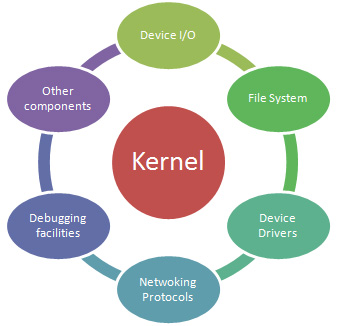 Device I/O
File System
Device
Drivers
Netwoking
Protocols
Debugging
facilities
Other
components
Kernel